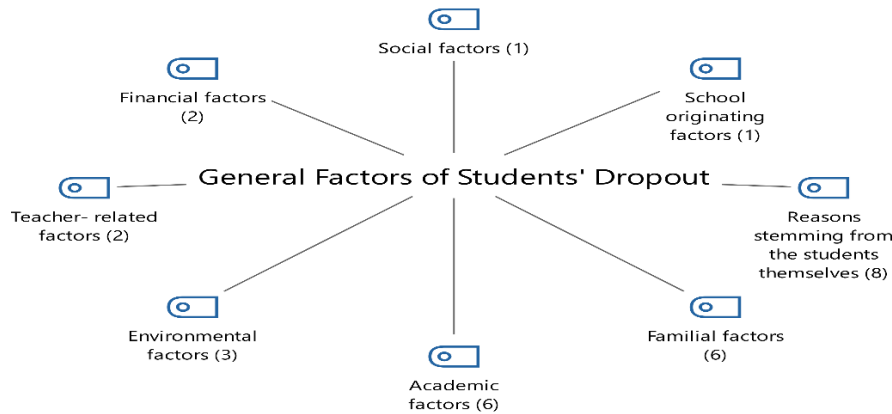 Social factors (1)
Financial factors
(2)
School
originating
factors (1)
General Factors of Students' Dropout
Teacher- related
factors (2)
Reasons
stemming from
the students
themselves (8)
Environmental
factors (3)
Familial factors
(6)
Academic
factors (6)